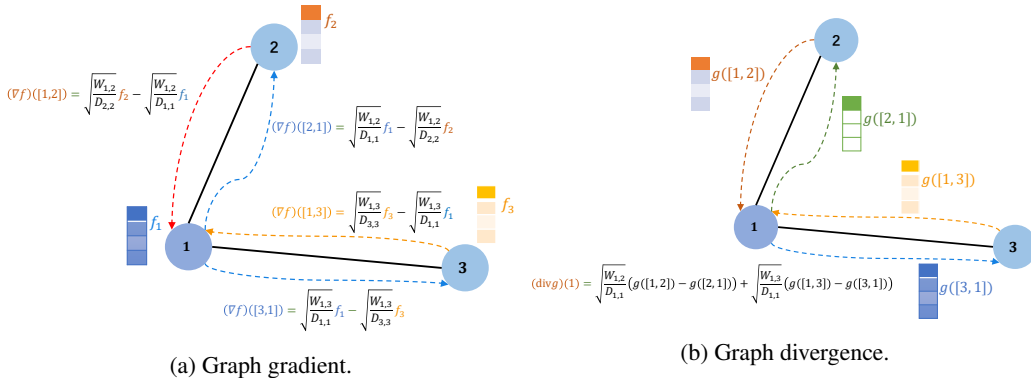 f₂
2
(∇f)([1,2]) = √(W₁,₂/D₂,₂) f₂ − √(W₁,₂/D₁,₁) f₁
(∇f)([2,1]) = √(W₁,₂/D₁,₁) f₁ − √(W₁,₂/D₂,₂) f₂
f₁
1
(∇f)([1,3]) = √(W₁,₃/D₃,₃) f₃ − √(W₁,₃/D₁,₁) f₁
f₃
3
(∇f)([3,1]) = √(W₁,₃/D₁,₁) f₁ − √(W₁,₃/D₃,₃) f₃
(a) Graph gradient.
2
g([1,2])
g([2,1])
g([1,3])
1
3
(divg)(1) = √(W₁,₂/D₁,₁) (g([1,2]) − g([2,1])) + √(W₁,₃/D₁,₁) (g([1,3]) − g([3,1]))
g([3,1])
(b) Graph divergence.